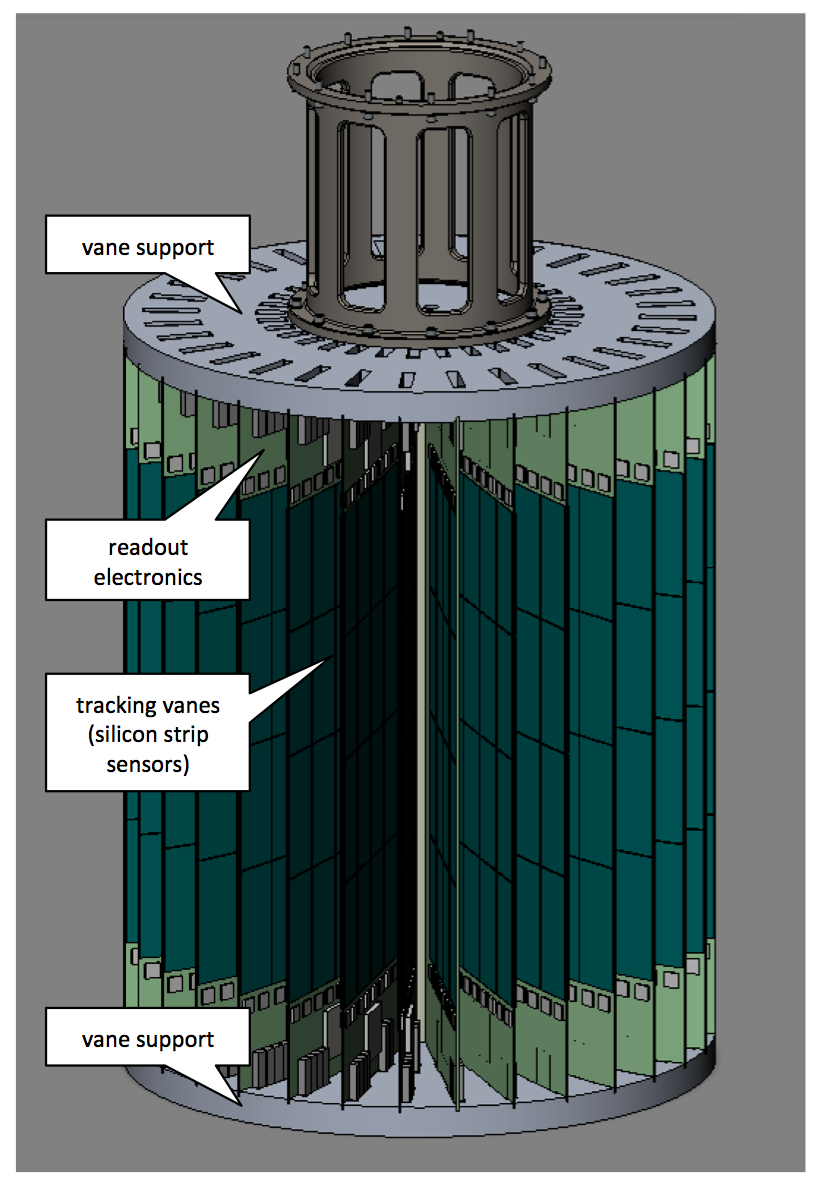 vane support
readout
electronics
tracking vanes
(silicon strip
sensors)
vane support